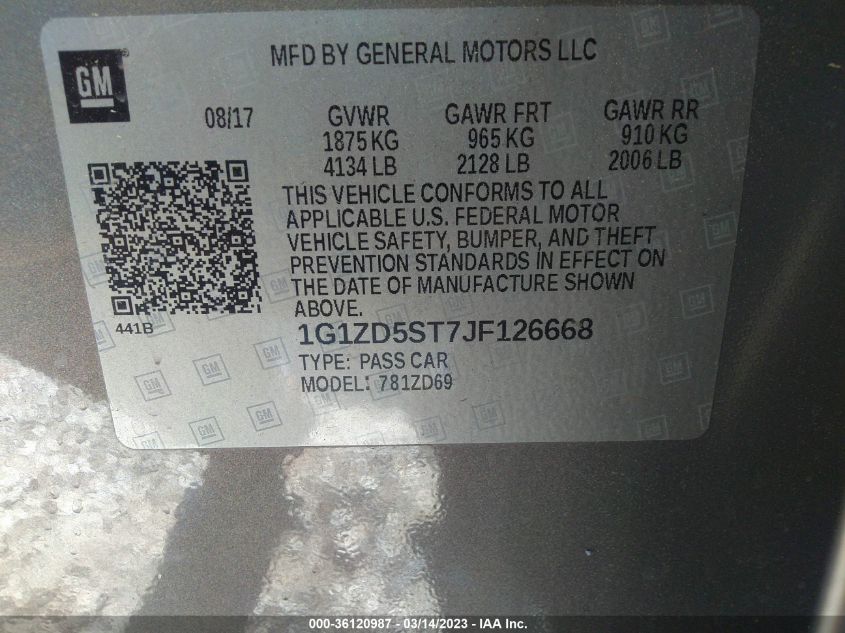 GM
MFD BY GENERAL MOTORS LLC
08/17 GVWR GAWR FRT GAWR RR
1875 KG 965 KG 910 KG
4134 LB 2128 LB 2006 LB
THIS VEHICLE CONFORMS TO ALL
APPLICABLE U.S. FEDERAL MOTOR
VEHICLE SAFETY, BUMPER, AND THEFT
PREVENTION STANDARDS IN EFFECT ON
THE DATE OF MANUFACTURE SHOWN
ABOVE.
441B
1G1ZD5ST7JF126668
TYPE: PASS CAR
MODEL: 781ZD69
000-36120987 - 03/14/2023 - IAA Inc.